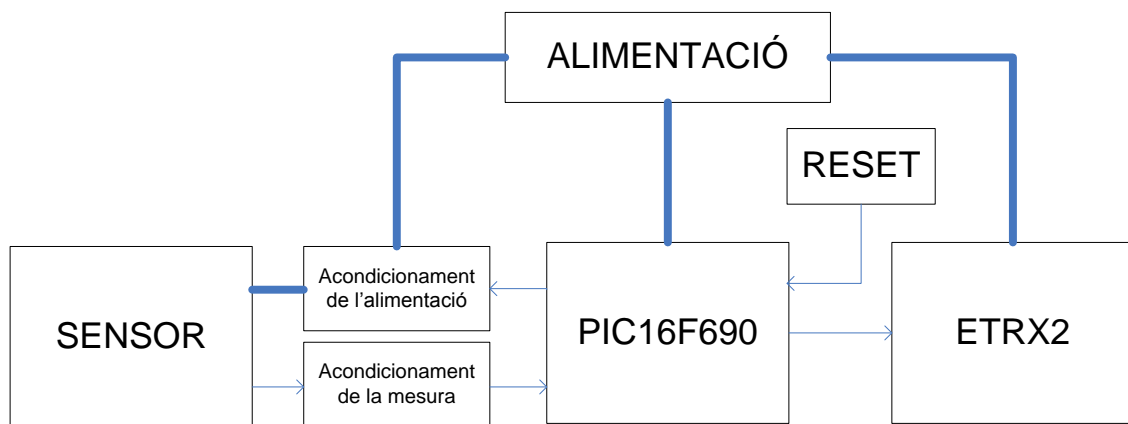 ALIMENTACIÓ
RESET
SENSOR
Acondicionament
de l'alimentació
Acondicionament
de la mesura
PIC16F690
ETRX2